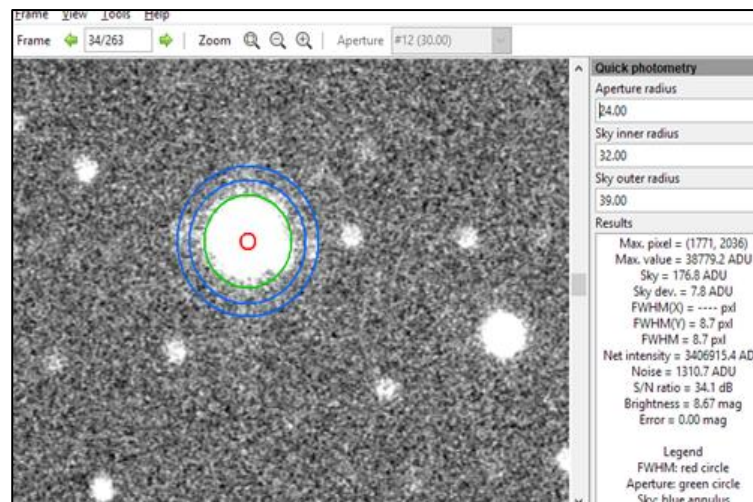 Frame View Tools Help
Frame 34/263 Zoom Aperture #12 (30.00)
Quick photometry
Aperture radius
24.00
Sky inner radius
32.00
Sky outer radius
39.00
Results
Max. pixel = (1771, 2036)
Max. value = 38779.2 ADU
Sky = 176.8 ADU
Sky dev. = 7.8 ADU
FWHM(X) = ---- pxl
FWHM(Y) = 8.7 pxl
FWHM = 8.7 pxl
Net intensity = 3406915.4 AD
Noise = 1310.7 ADU
S/N ratio = 34.1 dB
Brightness = 8.67 mag
Error = 0.00 mag
Legend
FWHM: red circle
Aperture: green circle
Sky: blue annulus